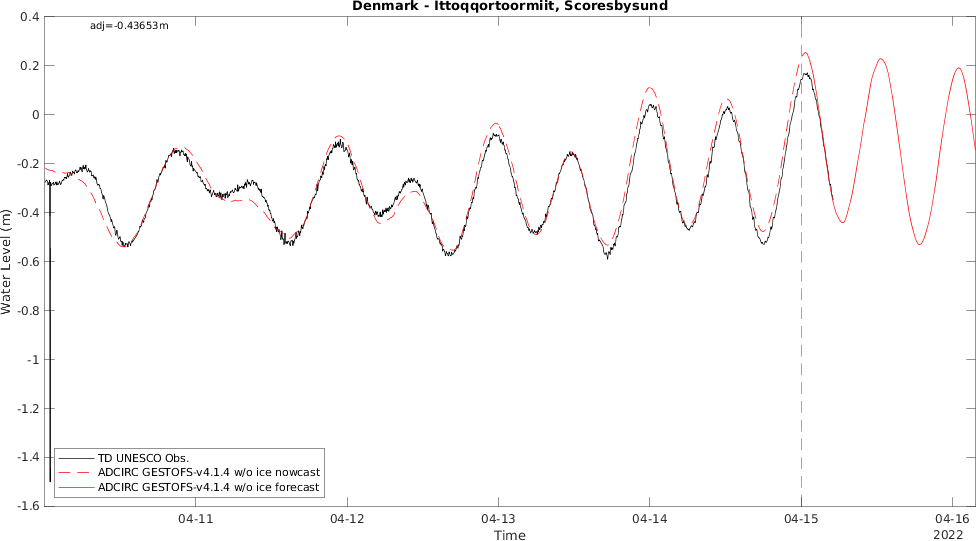 Denmark - Ittoqqortoormiit, Scoresbysund
adj=-0.43653m
0.4
0.2
0
-0.2
-0.4
-0.6
-0.8
-1
-1.2
-1.4
-1.6
Water Level (m)
TD UNESCO Obs.
ADCIRC GESTOFS-v4.1.4 w/o ice nowcast
ADCIRC GESTOFS-v4.1.4 w/o ice forecast
04-11 04-12 04-13 04-14 04-15 04-16
Time
2022